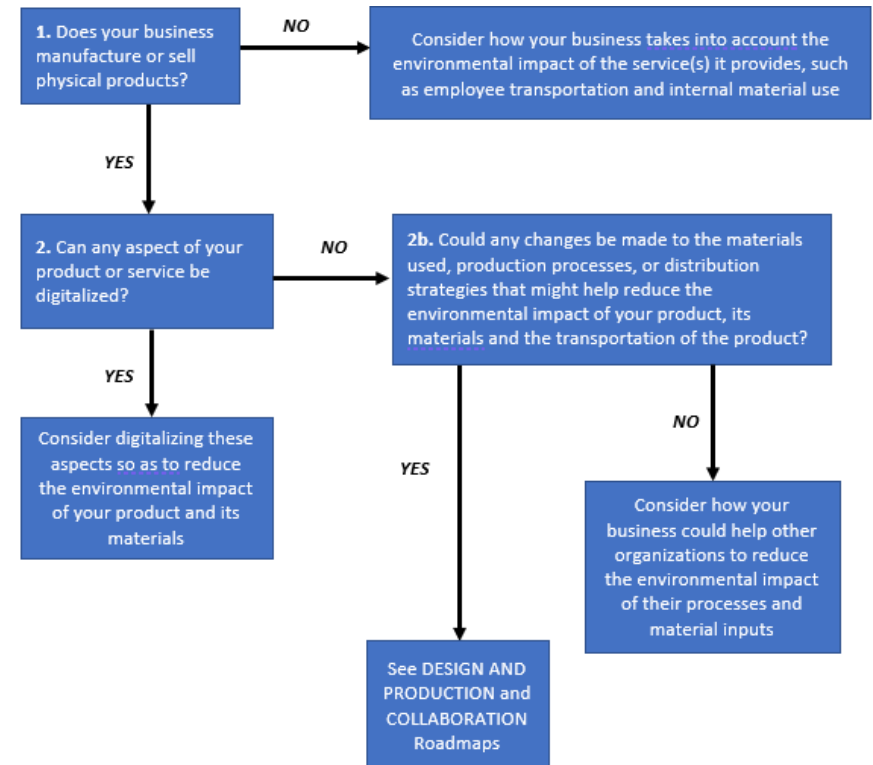 1. Does your business
manufacture or sell
physical products?
NO
Consider how your business takes into account the
environmental impact of the service(s) it provides, such
as employee transportation and internal material use
YES
2. Can any aspect of your
product or service be
digitalized?
NO
2b. Could any changes be made to the materials
used, production processes, or distribution
strategies that might help reduce the
environmental impact of your product, its
materials and the transportation of the product?
YES
Consider digitalizing these
aspects so as to reduce
the environmental impact
of your product and its
materials
YES
NO
Consider how your
business could help other
organizations to reduce
the environmental impact
of their processes and
material inputs
See DESIGN AND
PRODUCTION and
COLLABORATION
Roadmaps